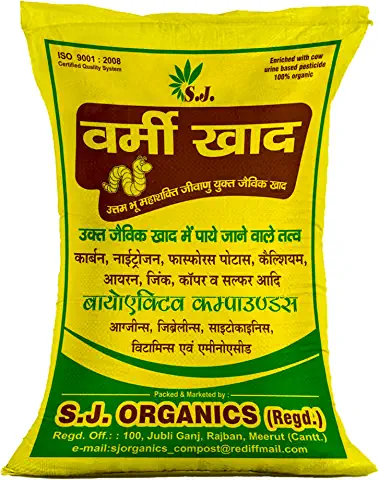 ISO 9001 : 2008
Certified Quality System
Enriched with cow
urine based pesticide
100% organic
S.J.
वर्मी खाद
उत्तम भू महाशक्ति जीवाणु युक्त जैविक खाद
उक्त जैविक खाद में पाये जाने वाले तत्व
कार्बन, नाईट्रोजन, फास्फोरस पोटास, कैल्शियम,
आयरन, जिंक, कॉपर व सल्फर आदि
बायोएक्टिव कम्पाउण्डस
आग्जीन्स, जिब्रेलीन्स, साइटोकाइनिस,
विटामिन्स एवं एमीनोएसीड
Packed & Marketed by :
S.J. ORGANICS (Regd.)
Regd. Off.: : 100, Jubli Ganj, Rajban, Meerut (Cantt.)
e-mail:sjorganics_compost@rediffmail.com